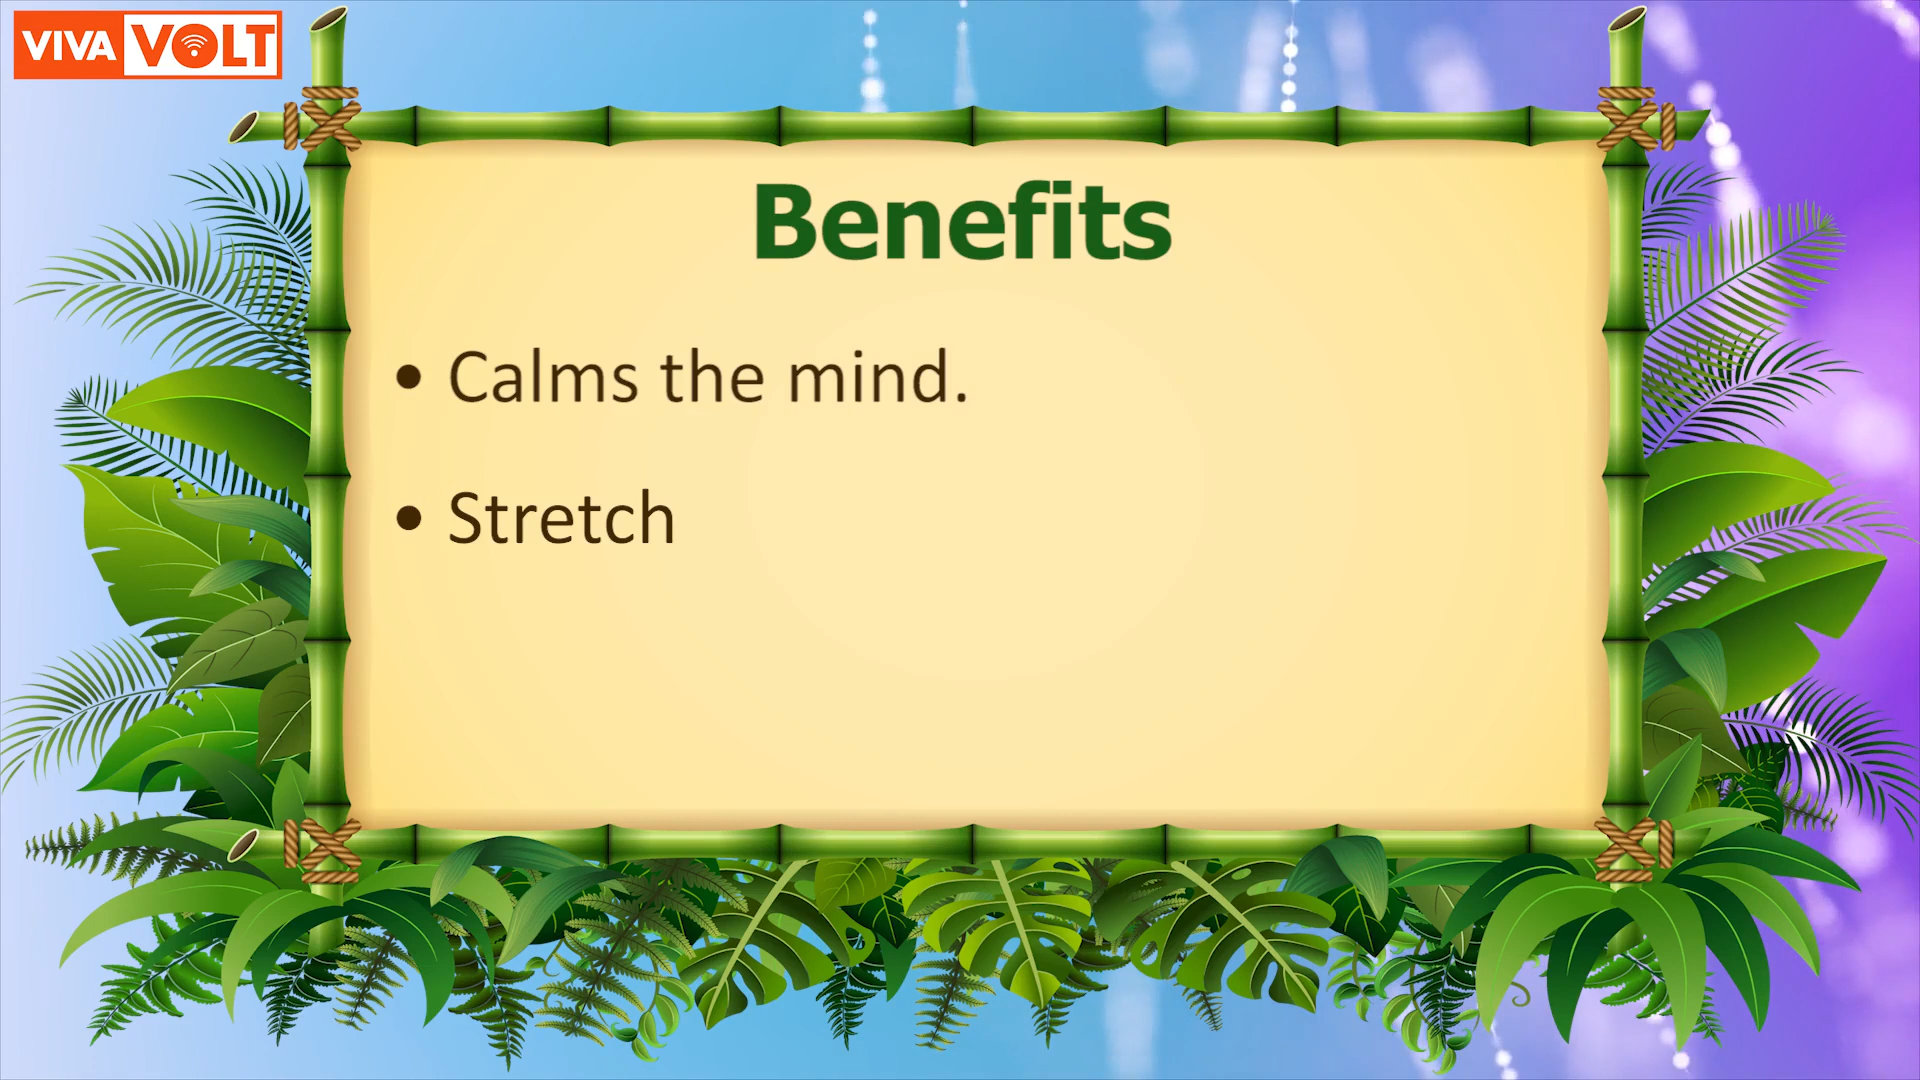 VIVA VOLT
Benefits
• Calms the mind.
• Stretch